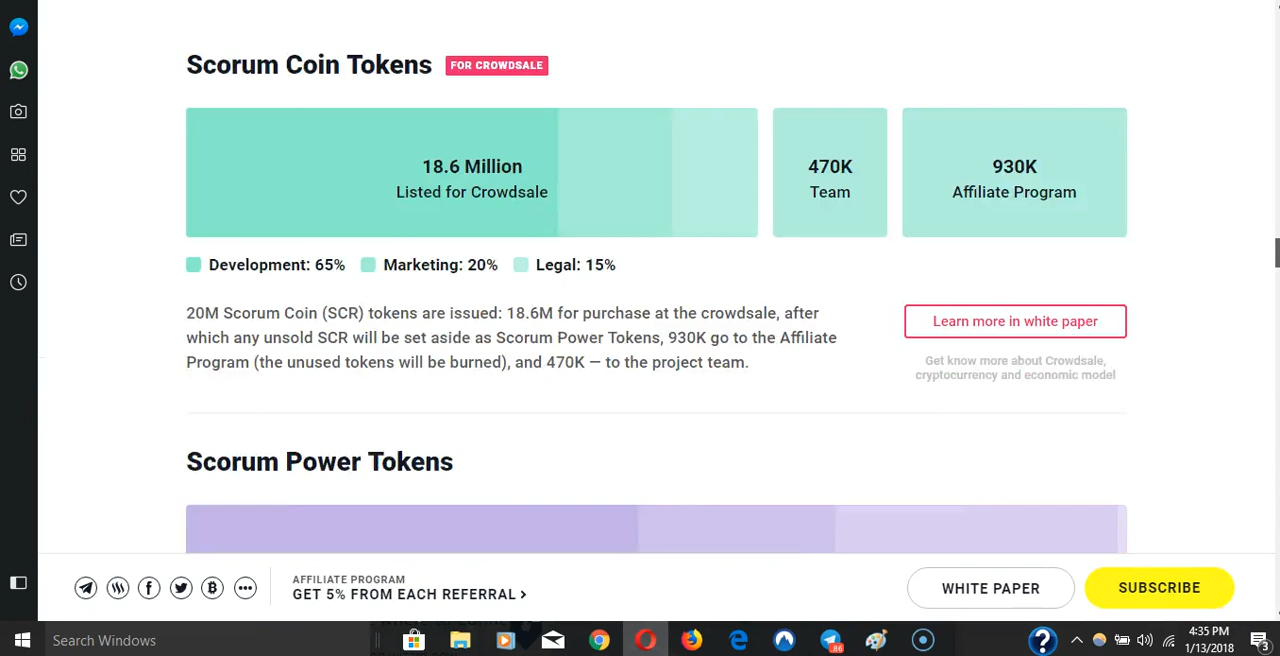 Scorum Coin Tokens FOR CROWDSALE
18.6 Million
Listed for Crowdsale
470K
Team
930K
Affiliate Program
Development: 65% Marketing: 20% Legal: 15%
20M Scorum Coin (SCR) tokens are issued: 18.6M for purchase at the crowdsale, after
which any unsold SCR will be set aside as Scorum Power Tokens, 930K go to the Affiliate
Program (the unused tokens will be burned), and 470K — to the project team.
Learn more in white paper
Get know more about Crowdsale,
cryptocurrency and economic model
Scorum Power Tokens
AFFILIATE PROGRAM
GET 5% FROM EACH REFERRAL
WHITE PAPER
SUBSCRIBE
Search Windows
86
4:35 PM
1/13/2018
3